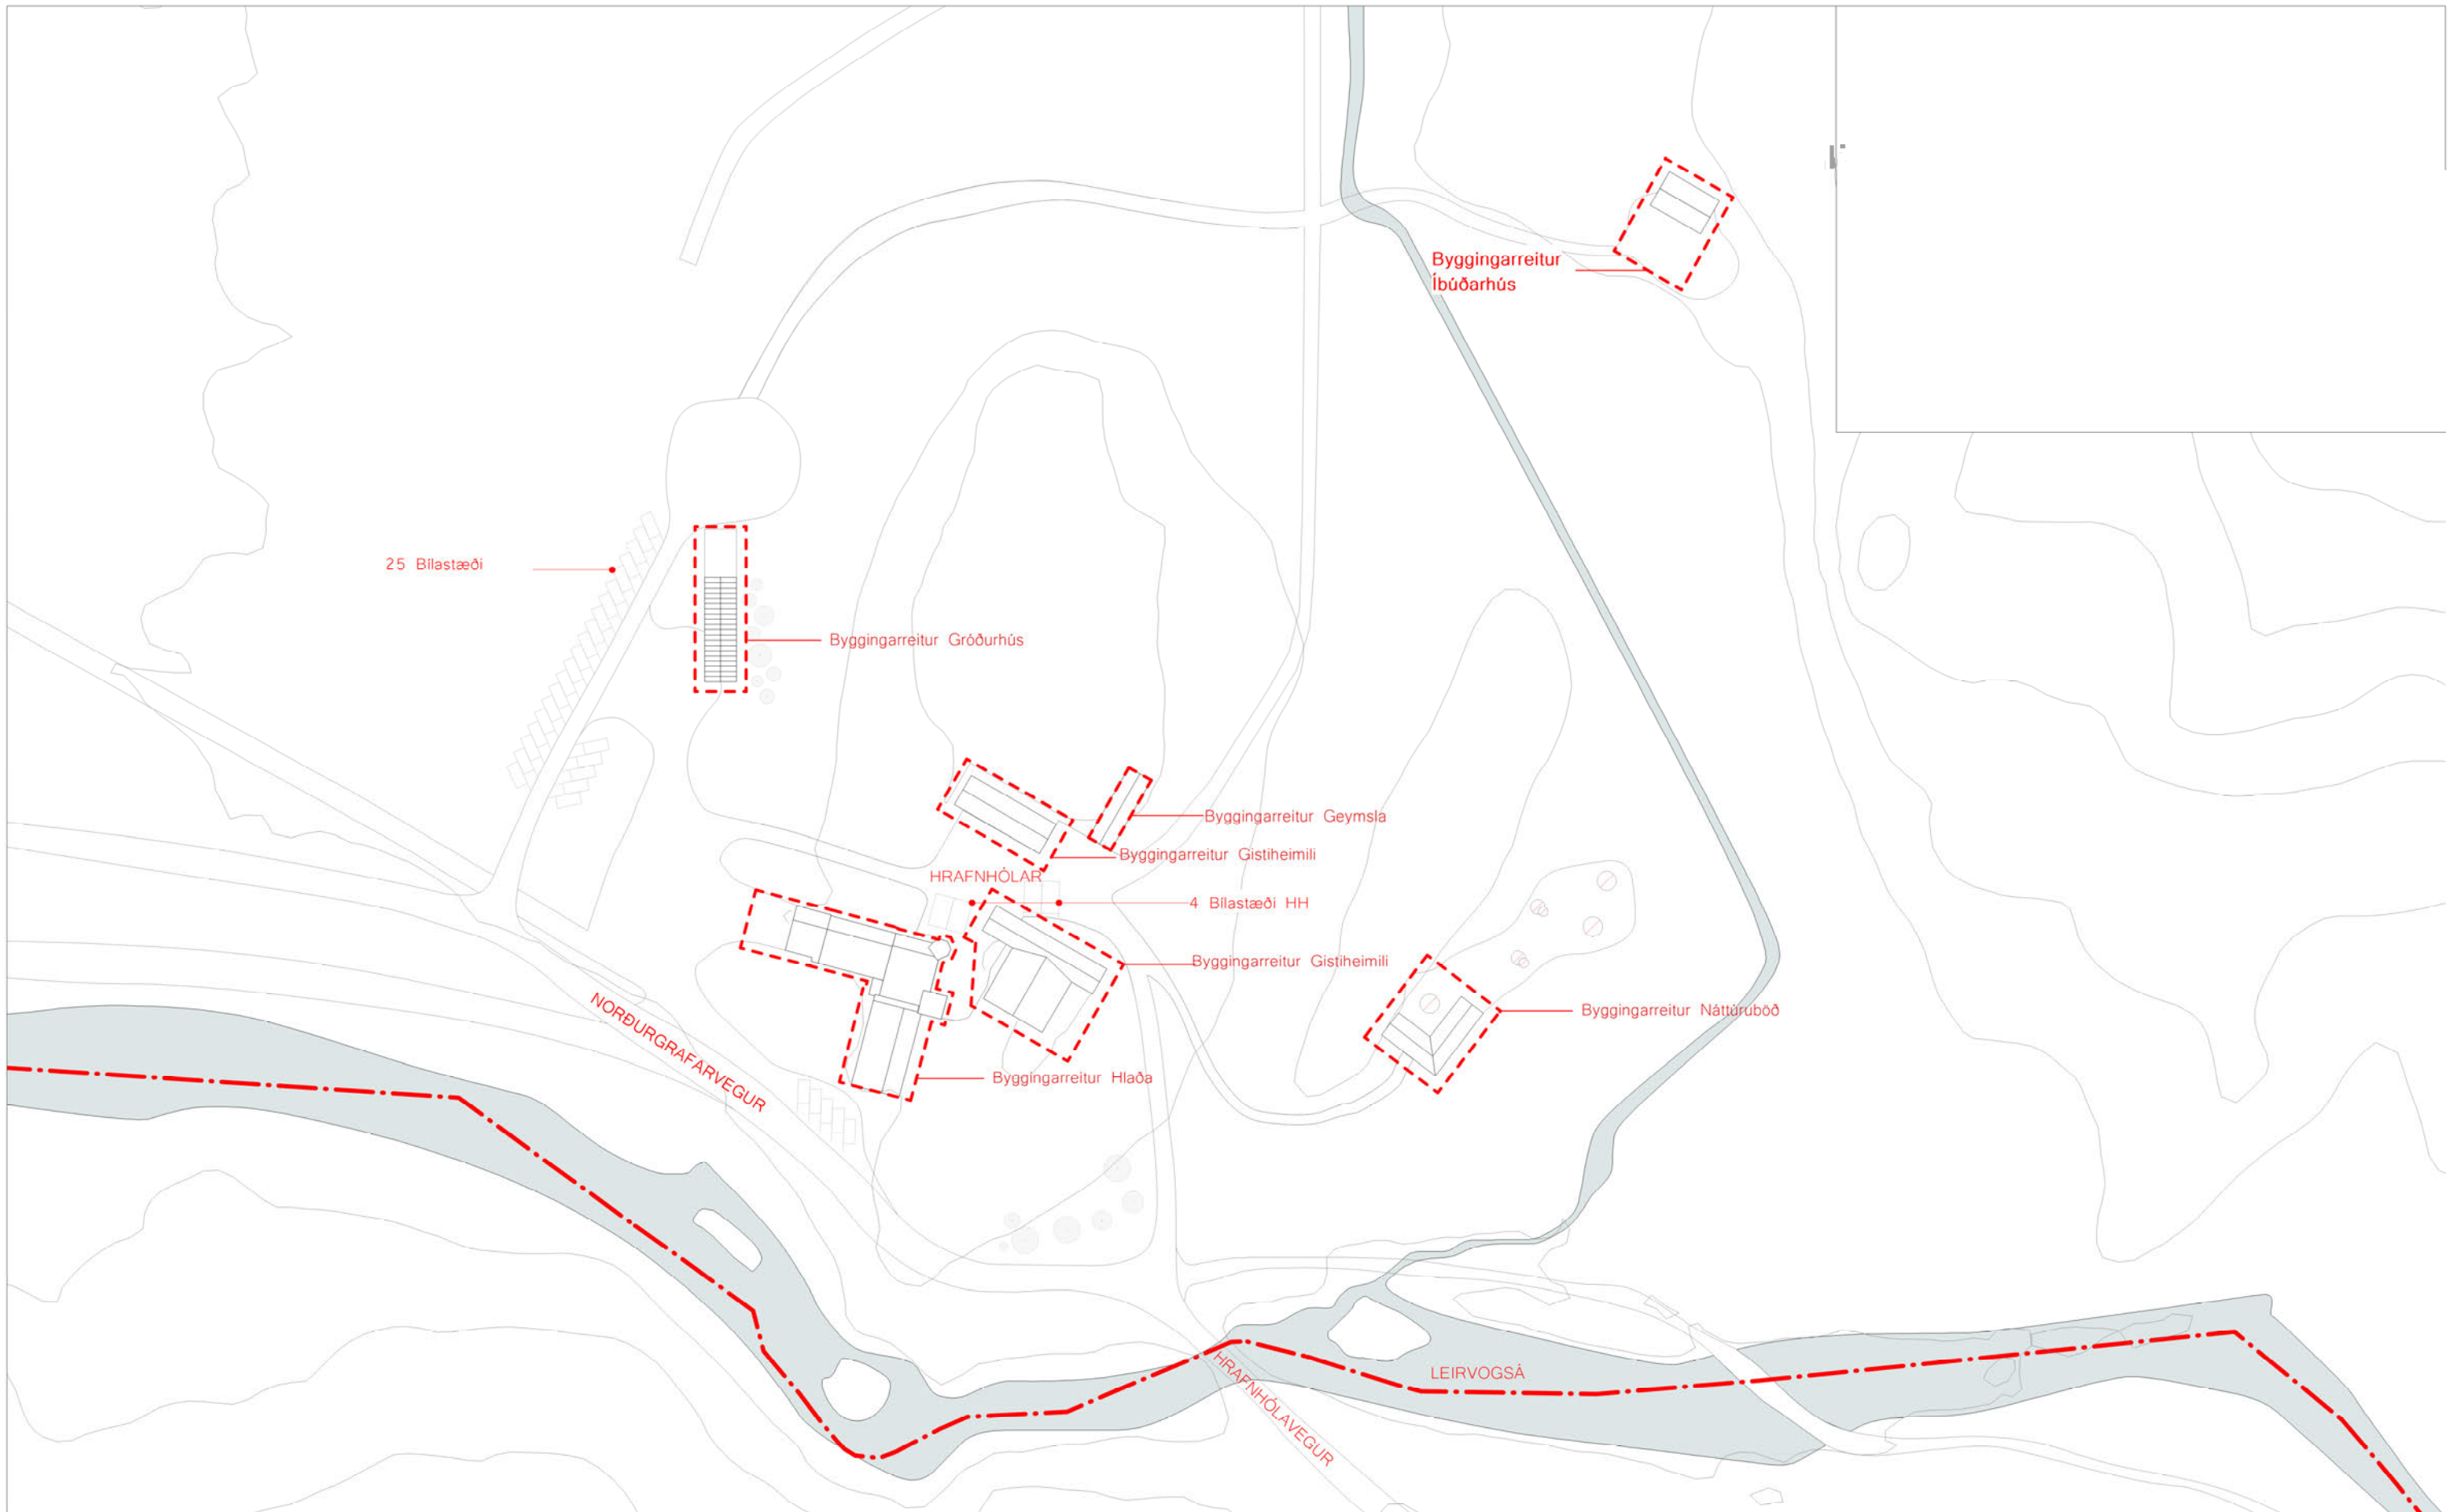 Byggingarreitur
Íbúðarhús
25 Bílastæði
Byggingarreitur Gróðurhús
Byggingarreitur Geymsla
Byggingarreitur Gistiheimili
HRAFNHÓLAR
4 Bílastæði HH
Byggingarreitur Gistiheimili
Byggingarreitur Náttúruböð
NORÐURGRAFARVEGUR
Byggingarreitur Hlaða
LEIRVOGSÁ
HRAFNHÓLAVEGUR